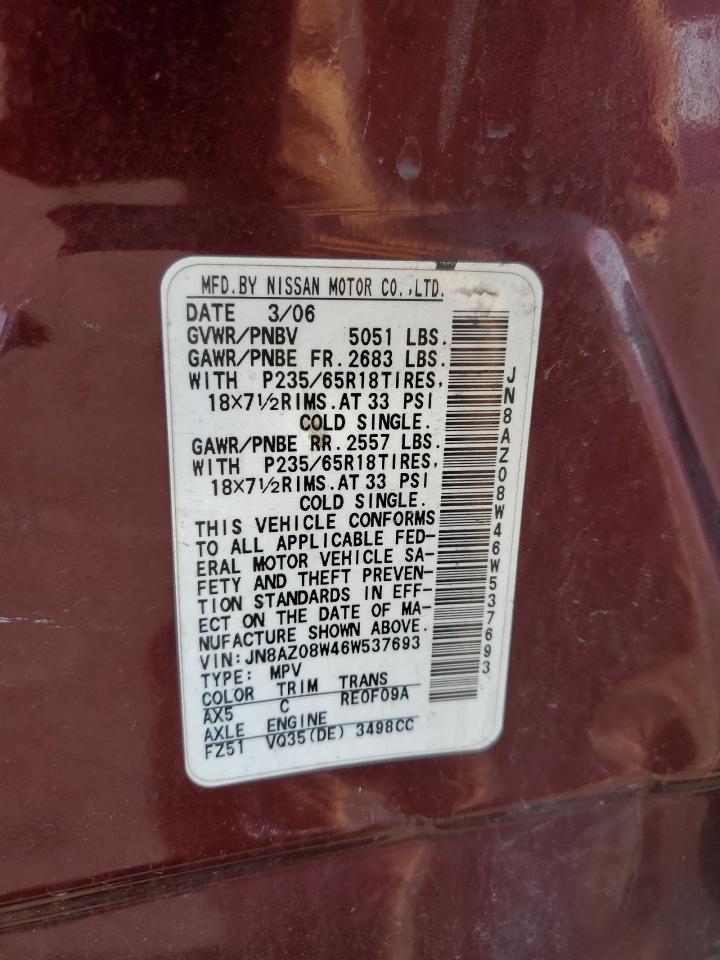 MFD.BY NISSAN MOTOR CO.,LTD.
DATE 3/06
GVWR/PNBV 5051 LBS.
GAWR/PNBE FR.2683 LBS.
WITH P235/65R18TIRES,
18X7½RIMS.AT 33 PSI
COLD SINGLE.
GAWR/PNBE RR.2557 LBS.
WITH P235/65R18TIRES,
18X7½RIMS.AT 33 PSI
COLD SINGLE.
THIS VEHICLE CONFORMS
TO ALL APPLICABLE FED-
ERAL MOTOR VEHICLE SA-
FETY AND THEFT PREVEN-
TION STANDARDS IN EFF-
ECT ON THE DATE OF MA-
NUFACTURE SHOWN ABOVE.
VIN:JN8AZ08W46W537693
TYPE: MPV
COLOR TRIM TRANS
AX5 C RE0F09A
AXLE ENGINE
FZ51 VQ35(DE) 3498CC
JN8AZ08W46W537693